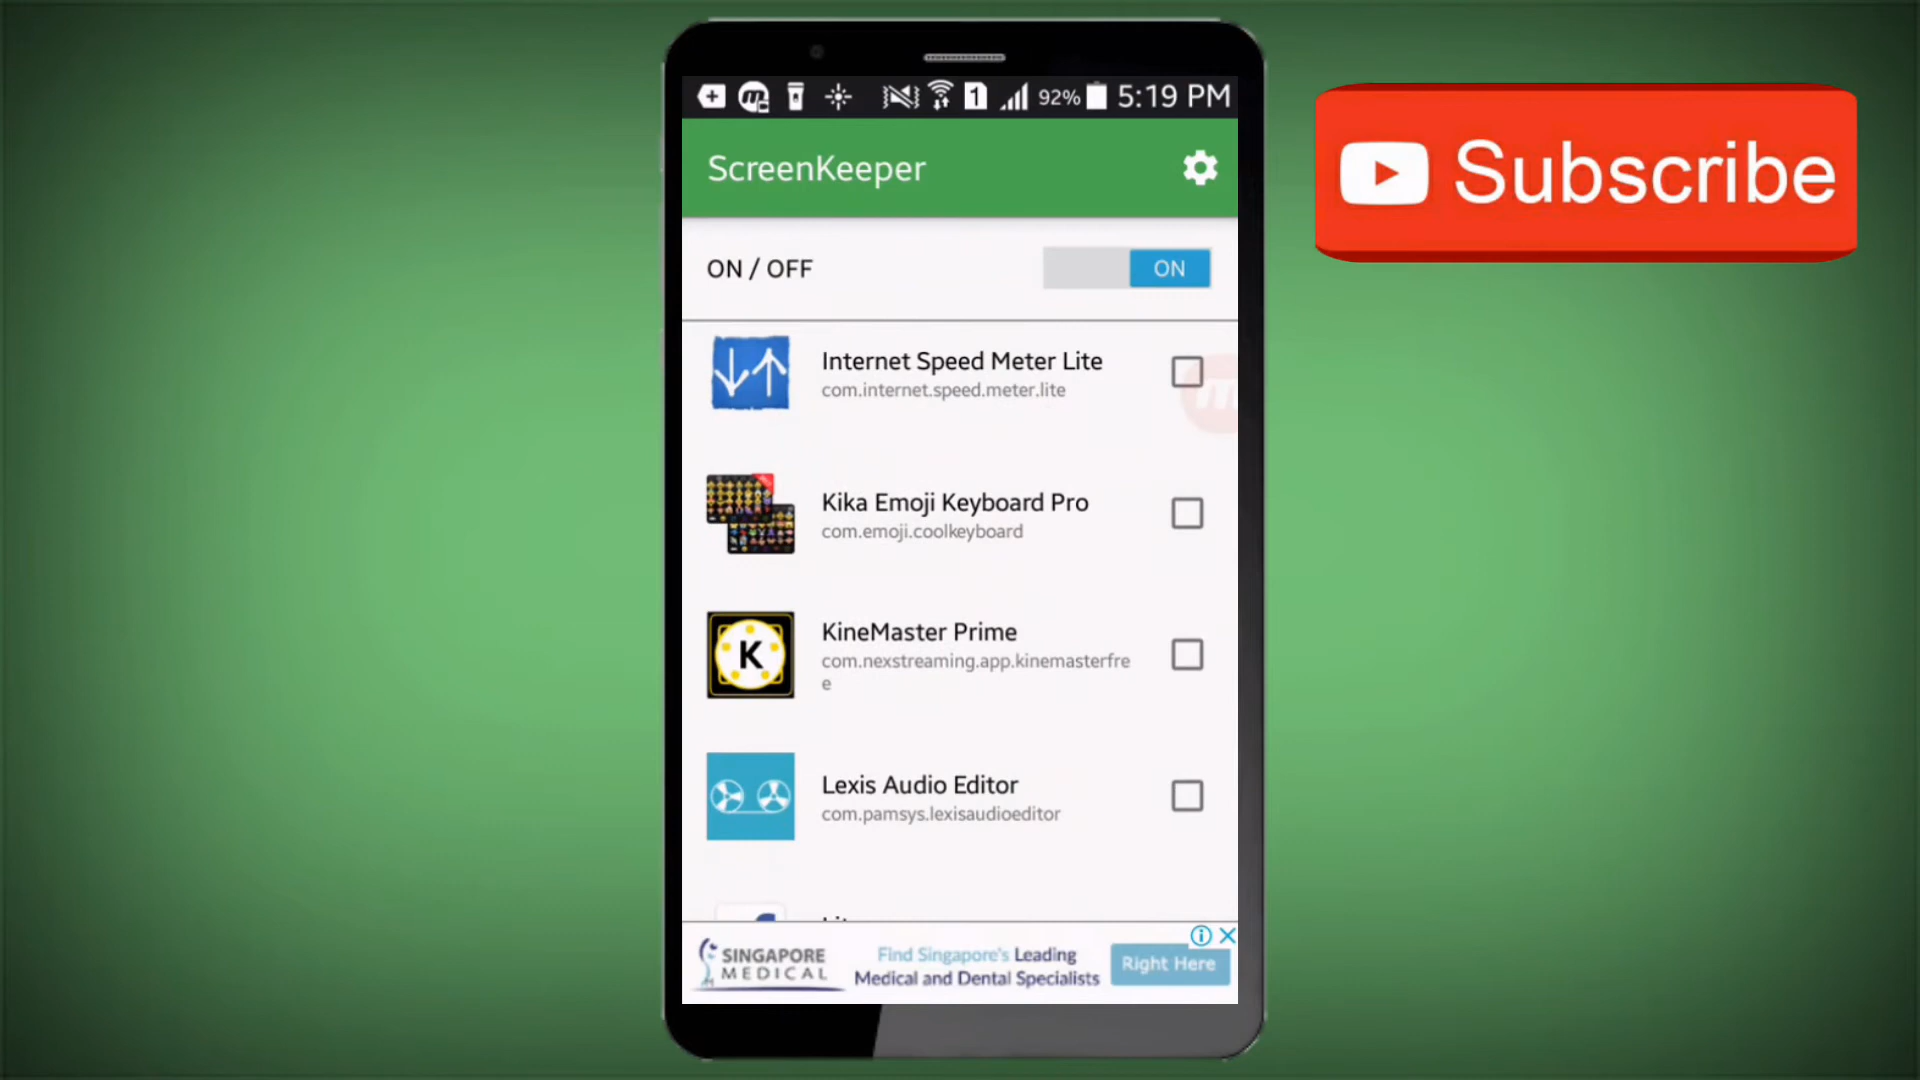 1 92% 5:19 PM
ScreenKeeper
Subscribe
ON / OFF
ON
Internet Speed Meter Lite
com.internet.speed.meter.lite
Kika Emoji Keyboard Pro
com.emoji.coolkeyboard
K
KineMaster Prime
com.nexstreaming.app.kinemasterfre
e
Lexis Audio Editor
com.pamsys.lexisaudioeditor
SINGAPORE
MEDICAL
Find Singapore's Leading
Medical and Dental Specialists
Right Here